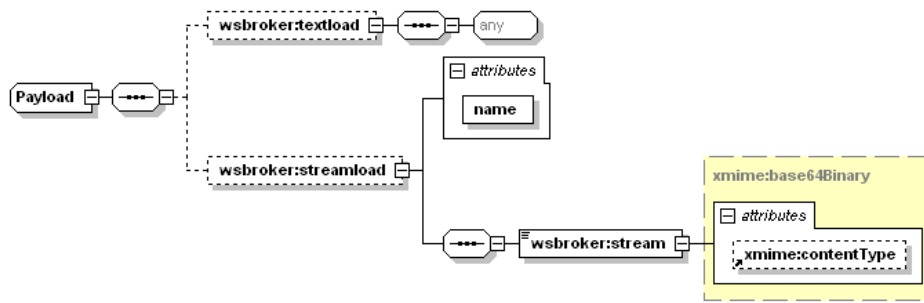 wsbroker:textload
any
attributes
Payload
name
wsbroker:streamload
xmime:base64Binary
attributes
wsbroker:stream
xmime:contentType